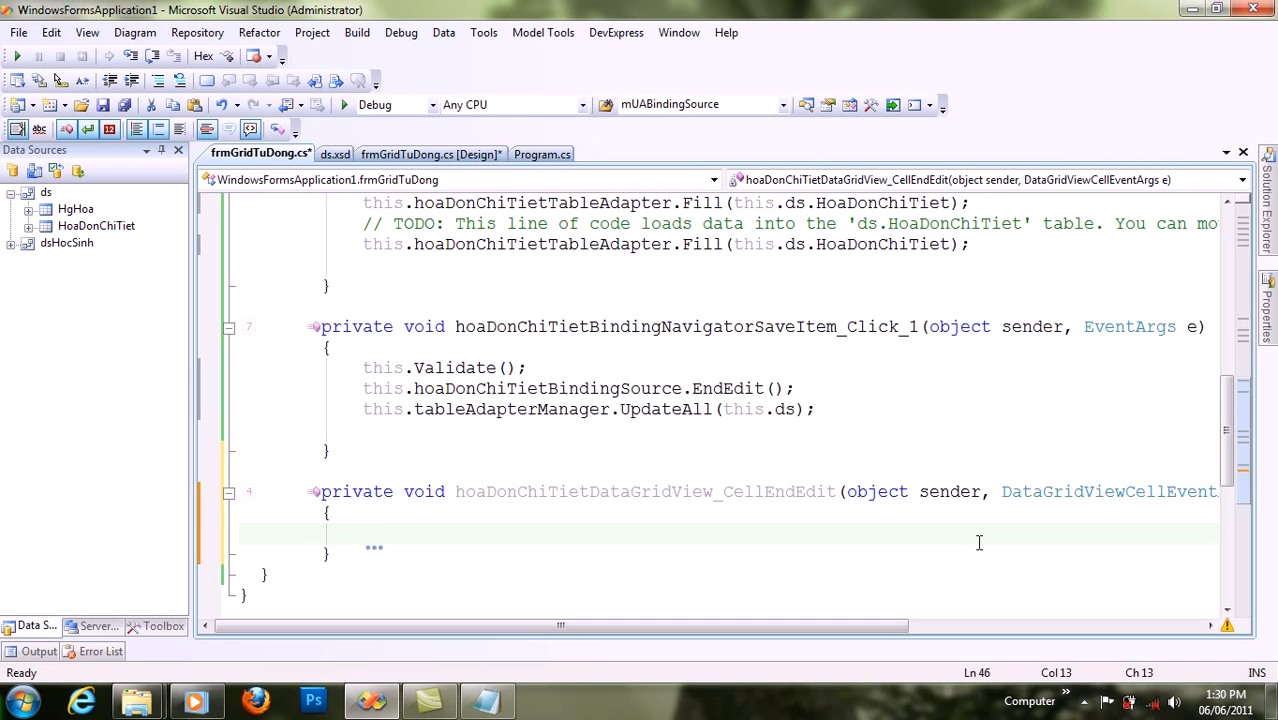 WindowsFormsApplication1 - Microsoft Visual Studio (Administrator)
File Edit View Diagram Repository Refactor Project Build Debug Data Tools Model Tools DevExpress Window Help
Hex
Debug Any CPU mUABindingSource
Data Sources
frmGridTuDong.cs* ds.xsd frmGridTuDong.cs [Design]* Program.cs
WindowsFormsApplication1.frmGridTuDong hoaDonChiTietDataGridView_CellEndEdit(object sender, DataGridViewCellEventArgs e)
ds
HgHoa
HoaDonChiTiet
dsHocSinh
this.hoaDonChiTietTableAdapter.Fill(this.ds.HoaDonChiTiet);
// TODO: This line of code loads data into the 'ds.HoaDonChiTiet' table. You can mo
this.hoaDonChiTietTableAdapter.Fill(this.ds.HoaDonChiTiet);
}
7 private void hoaDonChiTietBindingNavigatorSaveItem_Click_1(object sender, EventArgs e)
{
this.Validate();
this.hoaDonChiTietBindingSource.EndEdit();
this.tableAdapterManager.UpdateAll(this.ds);
}
4 private void hoaDonChiTietDataGridView_CellEndEdit(object sender, DataGridViewCellEvent
{
}
}
}
Data S... Server... Toolbox
Output Error List
Solution Explorer
Properties
Ready Ln 46 Col 13 Ch 13 INS
Ps
Computer »
1:30 PM
06/06/2011